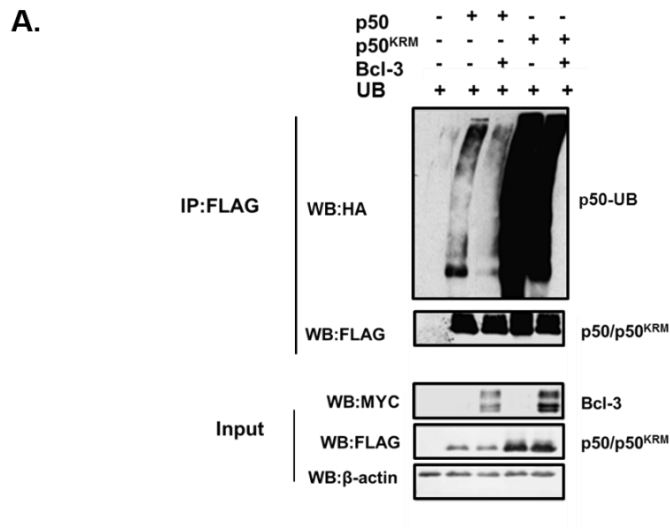 A.
p50 - + + - -
p50KRM - - - + +
Bcl-3 - - + - +
UB + + + + +
IP:FLAG
WB:HA
p50-UB
WB:FLAG
p50/p50KRM
Input
WB:MYC
Bcl-3
WB:FLAG
p50/p50KRM
WB:β-actin